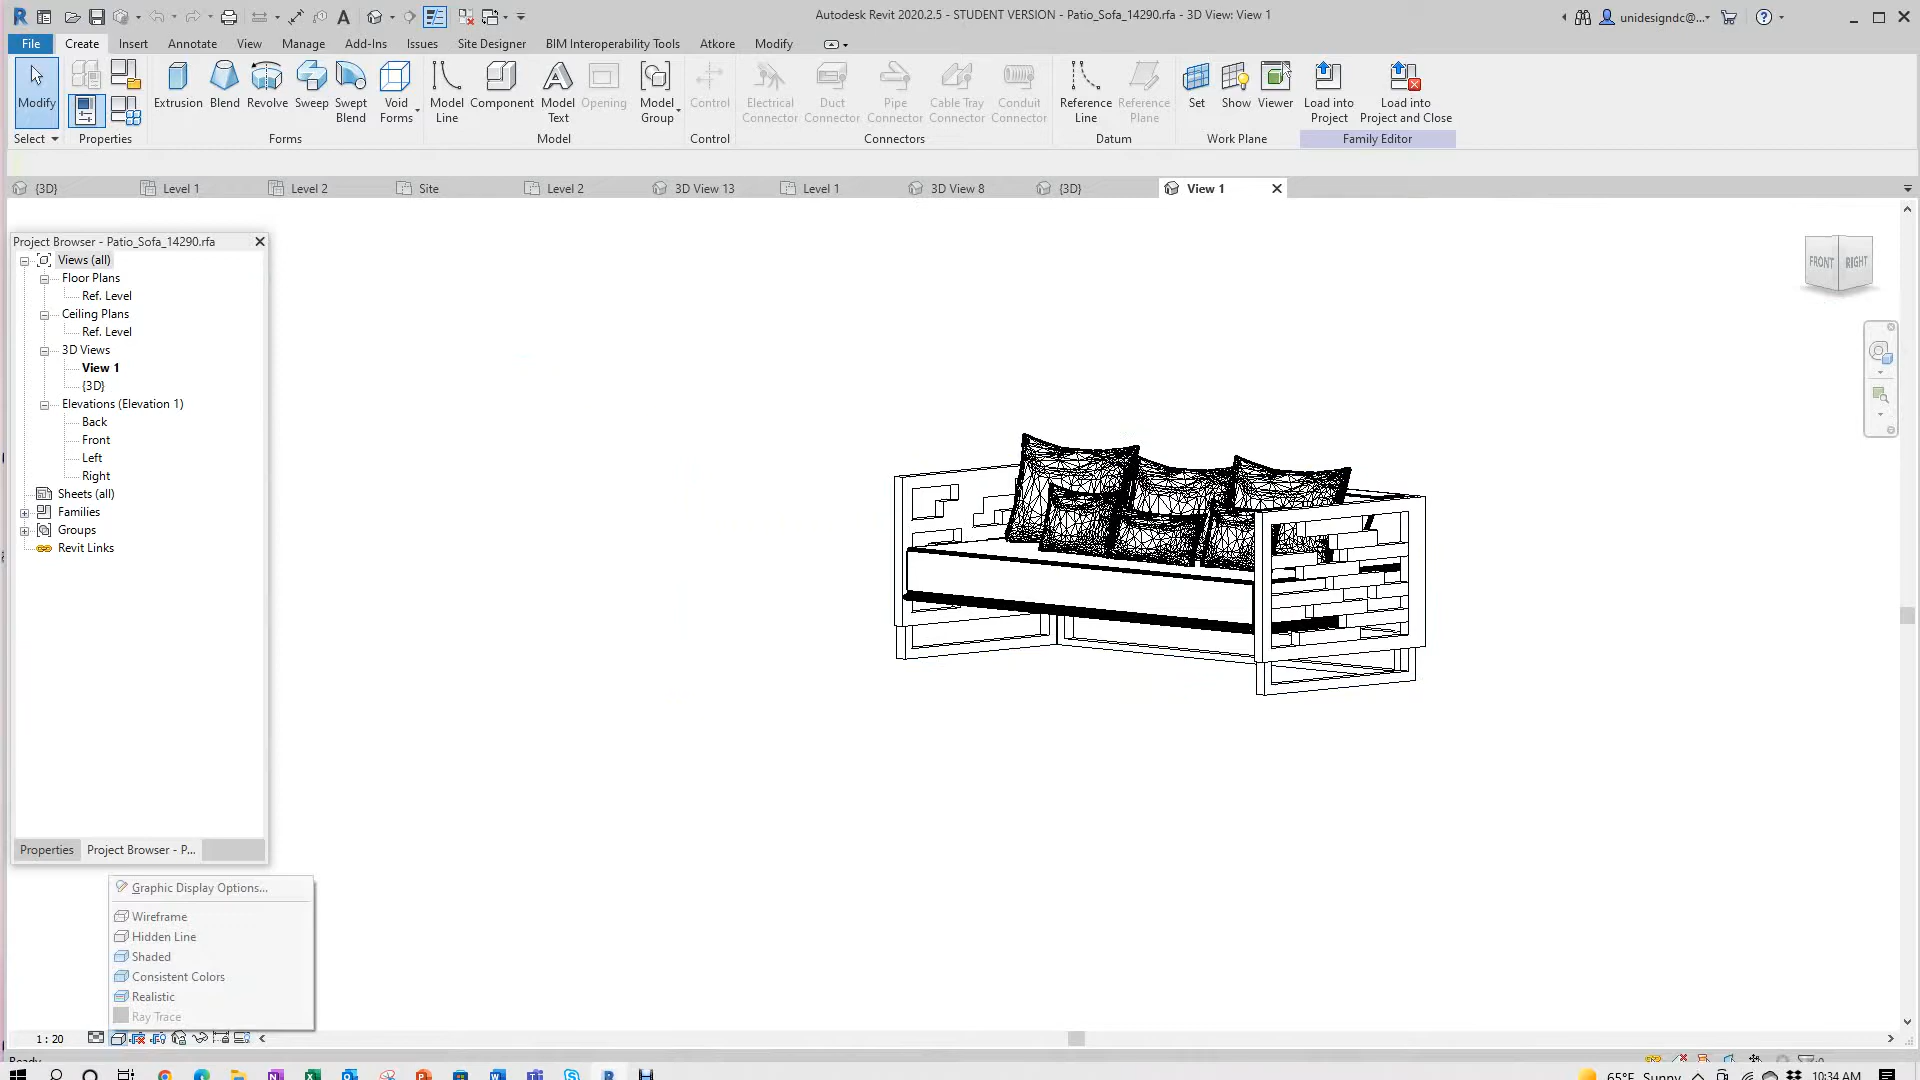 Autodesk Revit 2020.2.5 - STUDENT VERSION - Patio_Sofa_14290.rfa - 3D View: View 1
unidesigndc@...
File Create Insert Annotate View Manage Add-Ins Issues Site Designer BIM Interoperability Tools Atkore Modify
Modify Extrusion Blend Revolve Sweep Swept Blend Void Forms Model Line Component Model Text Opening Model Group Control Electrical Connector Duct Connector Pipe Connector Cable Tray Connector Conduit Connector Reference Line Reference Plane Set Show Viewer Load into Project Load into Project and Close
Select Properties Forms Model Control Connectors Datum Work Plane Family Editor
{3D} Level 1 Level 2 Site Level 2 3D View 13 Level 1 3D View 8 {3D} View 1
Project Browser - Patio_Sofa_14290.rfa
Views (all)
Floor Plans
Ref. Level
Ceiling Plans
Ref. Level
3D Views
View 1
{3D}
Elevations (Elevation 1)
Back
Front
Left
Right
Sheets (all)
Families
Groups
Revit Links
FRONT RIGHT
Properties Project Browser - P...
Graphic Display Options...
Wireframe
Hidden Line
Shaded
Consistent Colors
Realistic
Ray Trace
1 : 20
Ready
65°F Sunny 10:34 AM